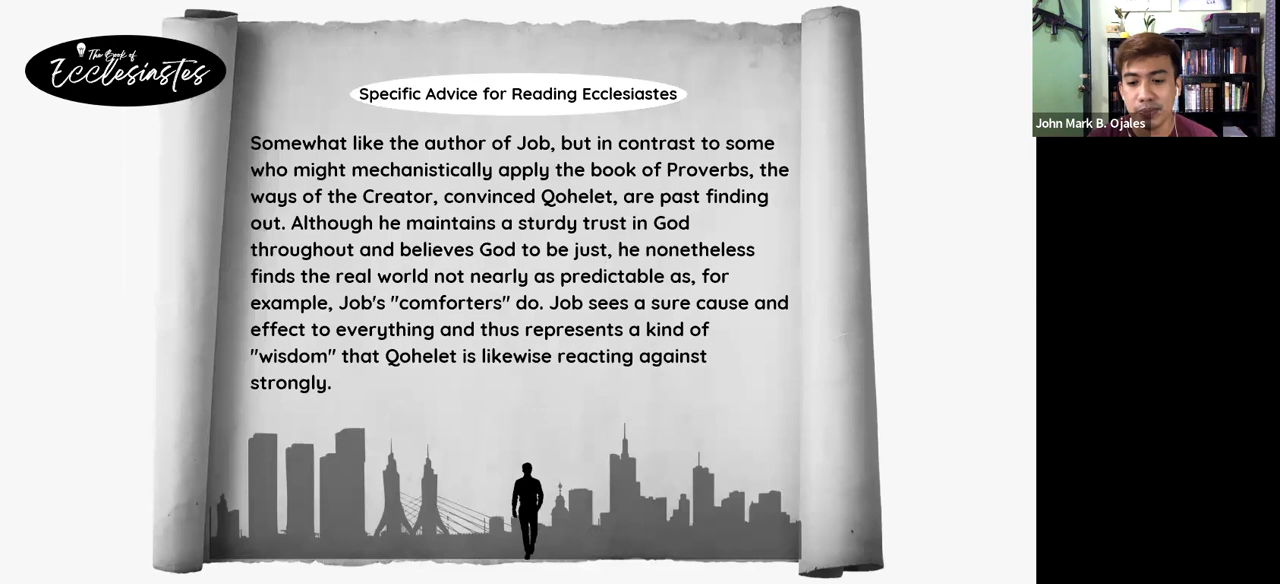 The Book of
Ecclesiastes
Specific Advice for Reading Ecclesiastes
Somewhat like the author of Job, but in contrast to some
who might mechanistically apply the book of Proverbs, the
ways of the Creator, convinced Qohelet, are past finding
out. Although he maintains a sturdy trust in God
throughout and believes God to be just, he nonetheless
finds the real world not nearly as predictable as, for
example, Job's "comforters" do. Job sees a sure cause and
effect to everything and thus represents a kind of
"wisdom" that Qohelet is likewise reacting against
strongly.
John Mark B. Ojales